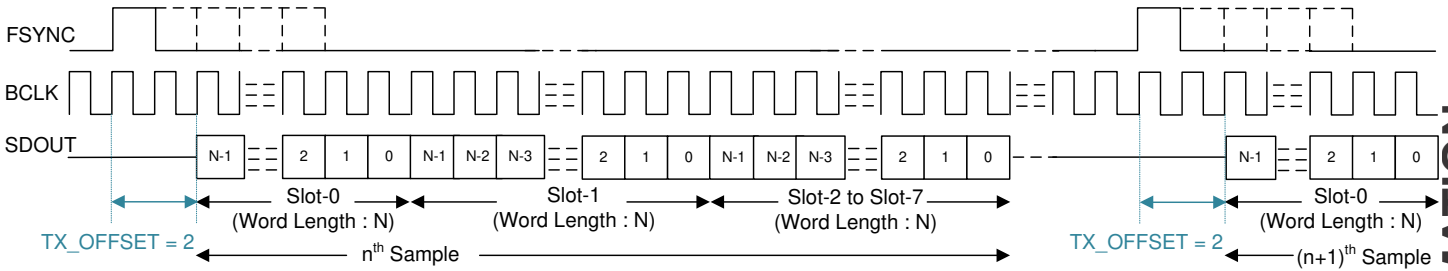 FSYNC
BCLK
SDOUT
N-1 2 1 0 N-1 N-2 N-3 2 1 0 N-1 N-2 N-3 2 1 0 N-1 2 1 0
Slot-0 Slot-1 Slot-2 to Slot-7 Slot-0
(Word Length : N) (Word Length : N) (Word Length : N) (Word Length : N)
TX_OFFSET = 2 nth Sample TX_OFFSET = 2 (n+1)th Sample